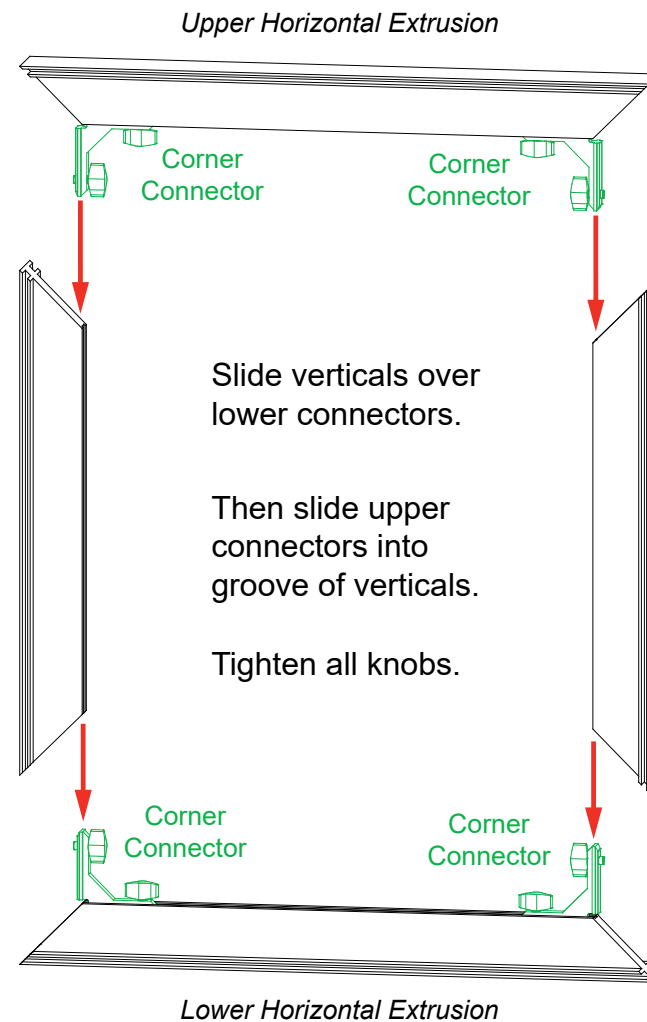 Upper Horizontal Extrusion
Corner
Connector
Corner
Connector
Slide verticals over
lower connectors.
Then slide upper
connectors into
groove of verticals.
Tighten all knobs.
Corner
Connector
Corner
Connector
Lower Horizontal Extrusion